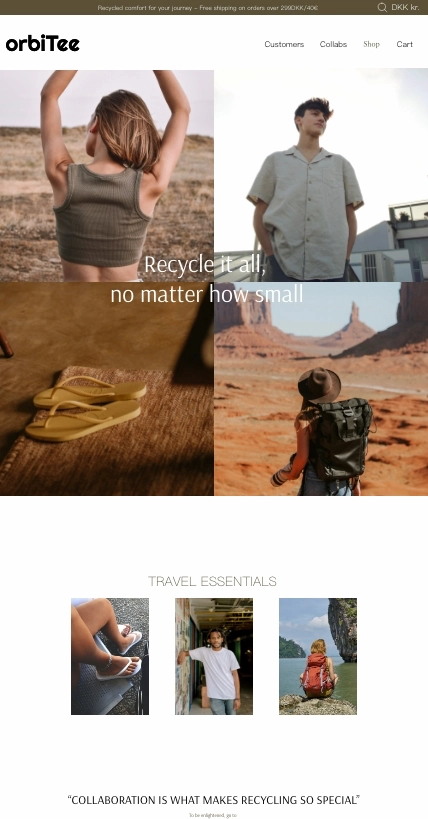 Recycled comfort for your journey – Free shipping on orders over 299DKK/40€
DKK kr.
orbiTee
Customers
Collabs
Shop
Cart
Recycle it all,
no matter how small
TRAVEL ESSENTIALS
“COLLABORATION IS WHAT MAKES RECYCLING SO SPECIAL”
To be enlightened, go to